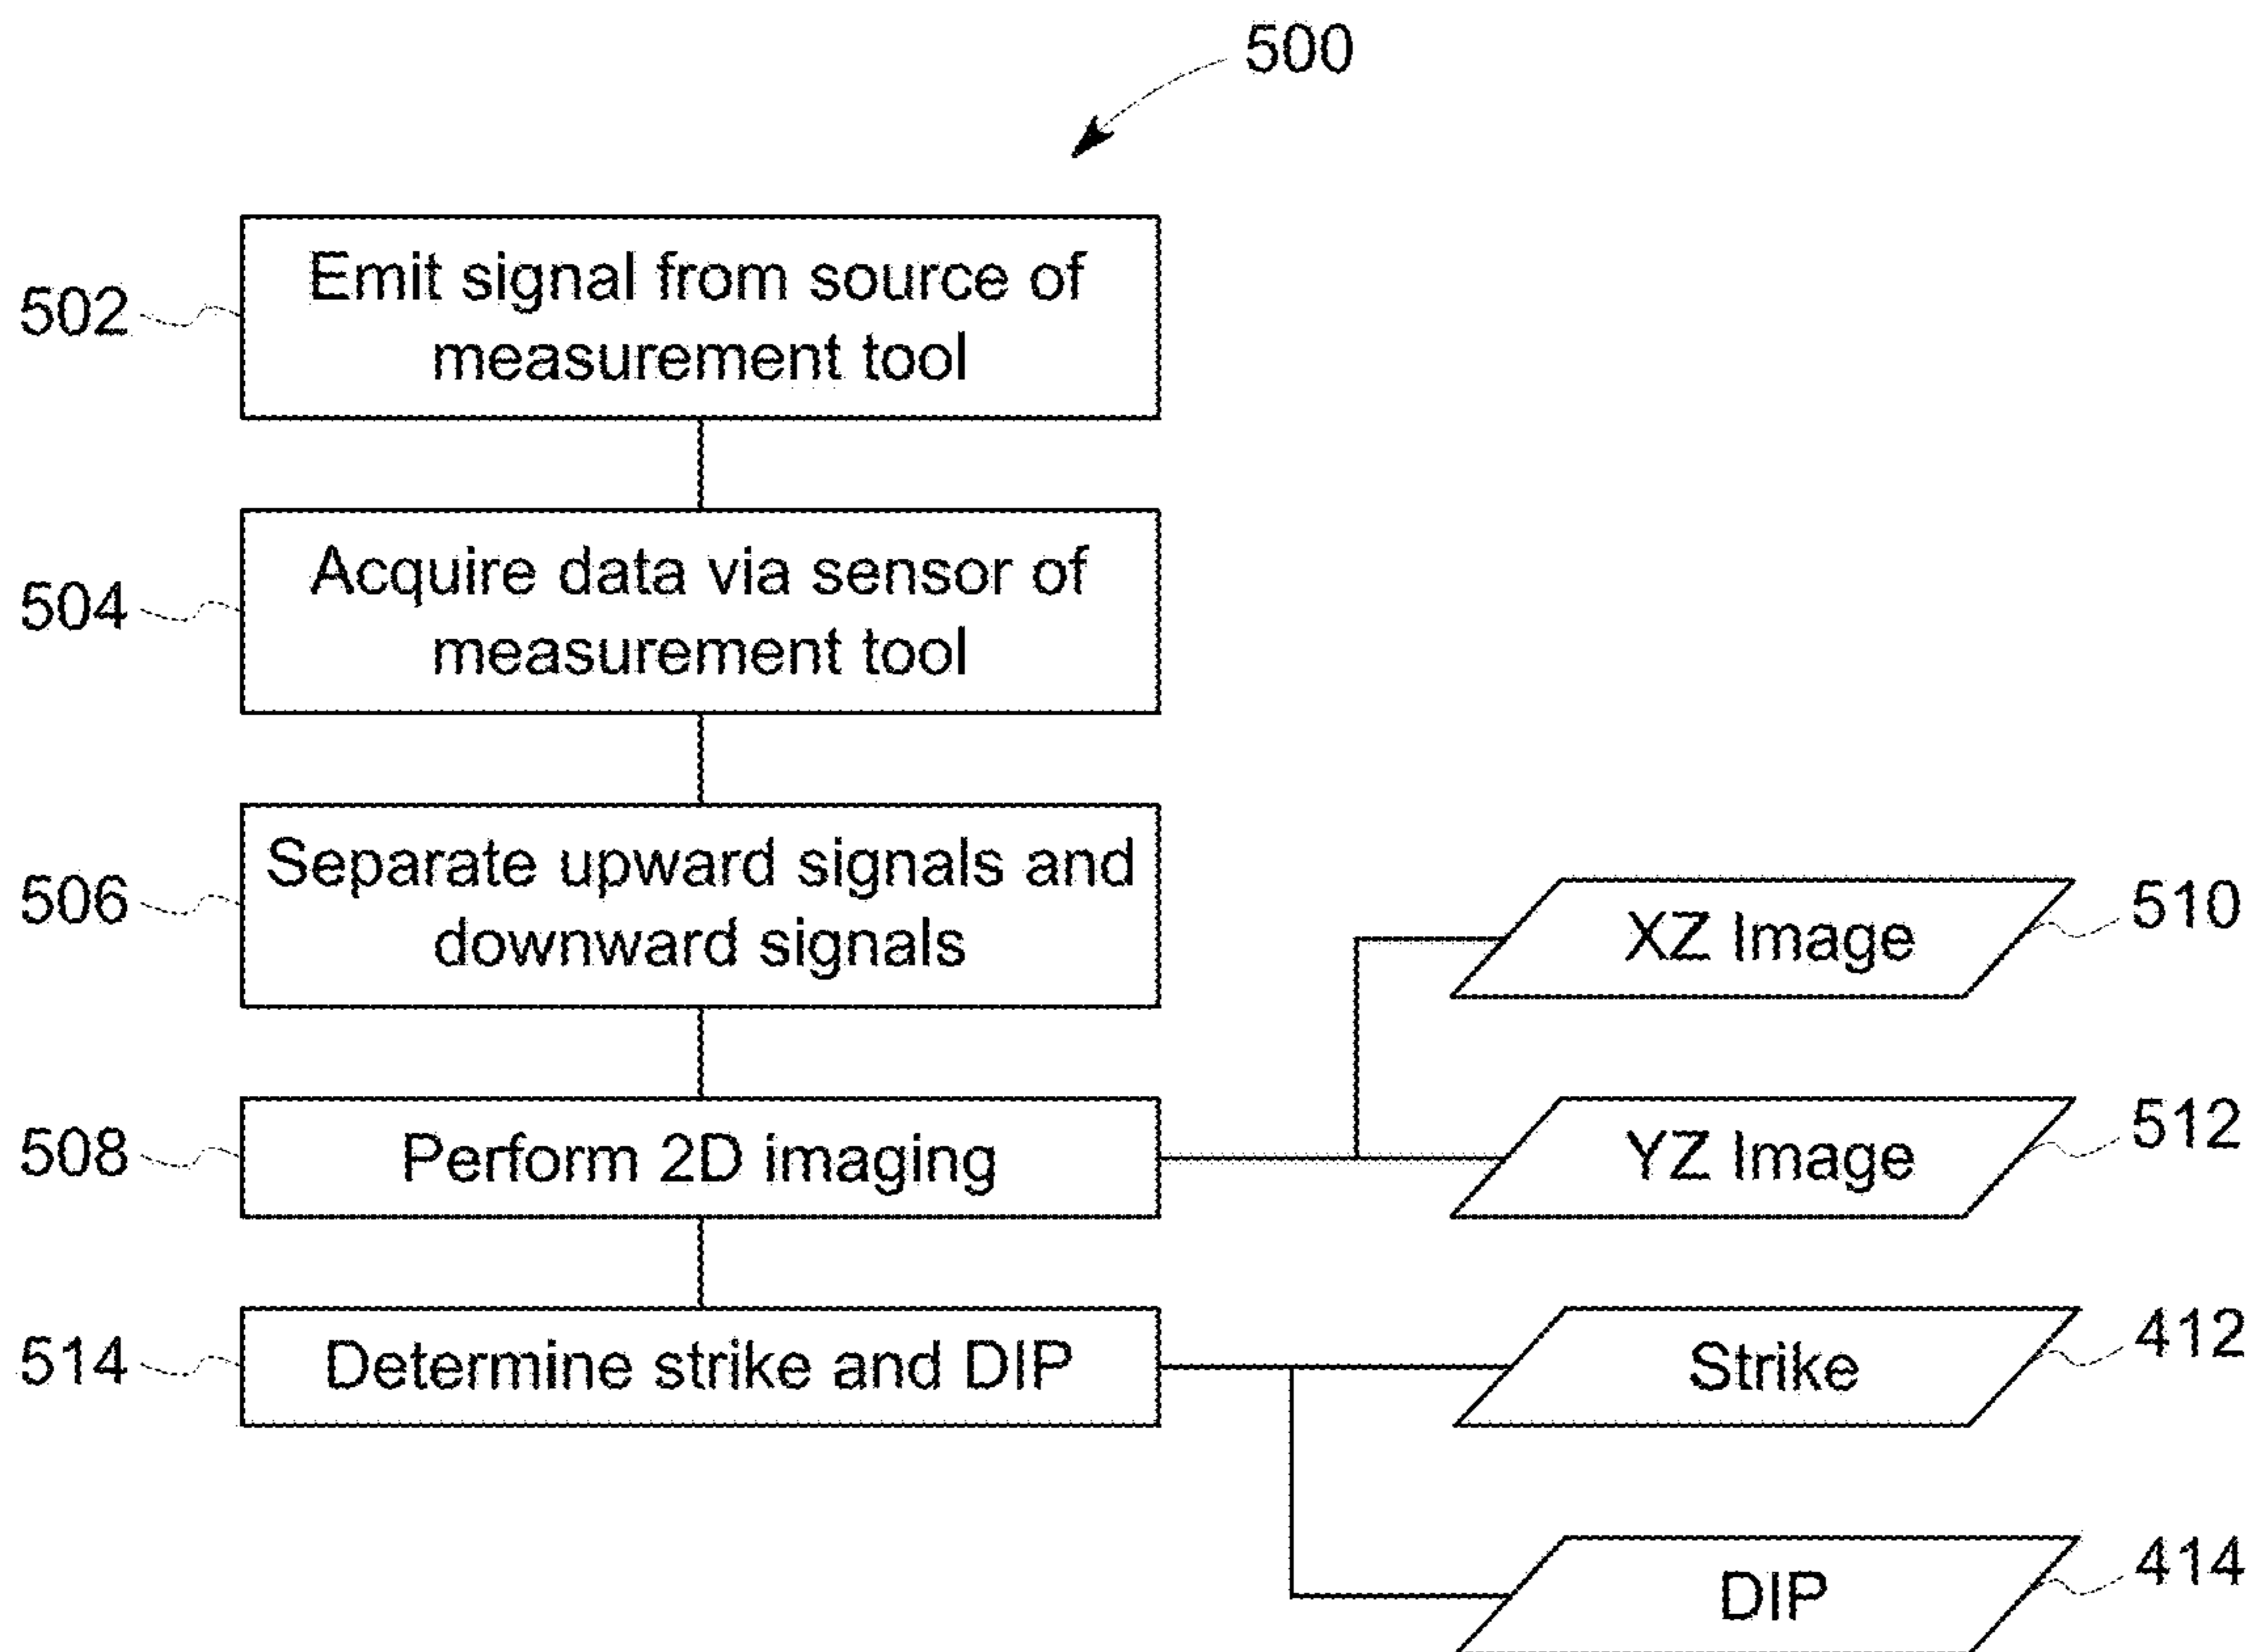 500
502
Emit signal from source of
measurement tool
504
Acquire data via sensor of
measurement tool
506
Separate upward signals and
downward signals
XZ Image
510
508
Perform 2D imaging
YZ Image
512
514
Determine strike and DIP
Strike
412
DIP
414